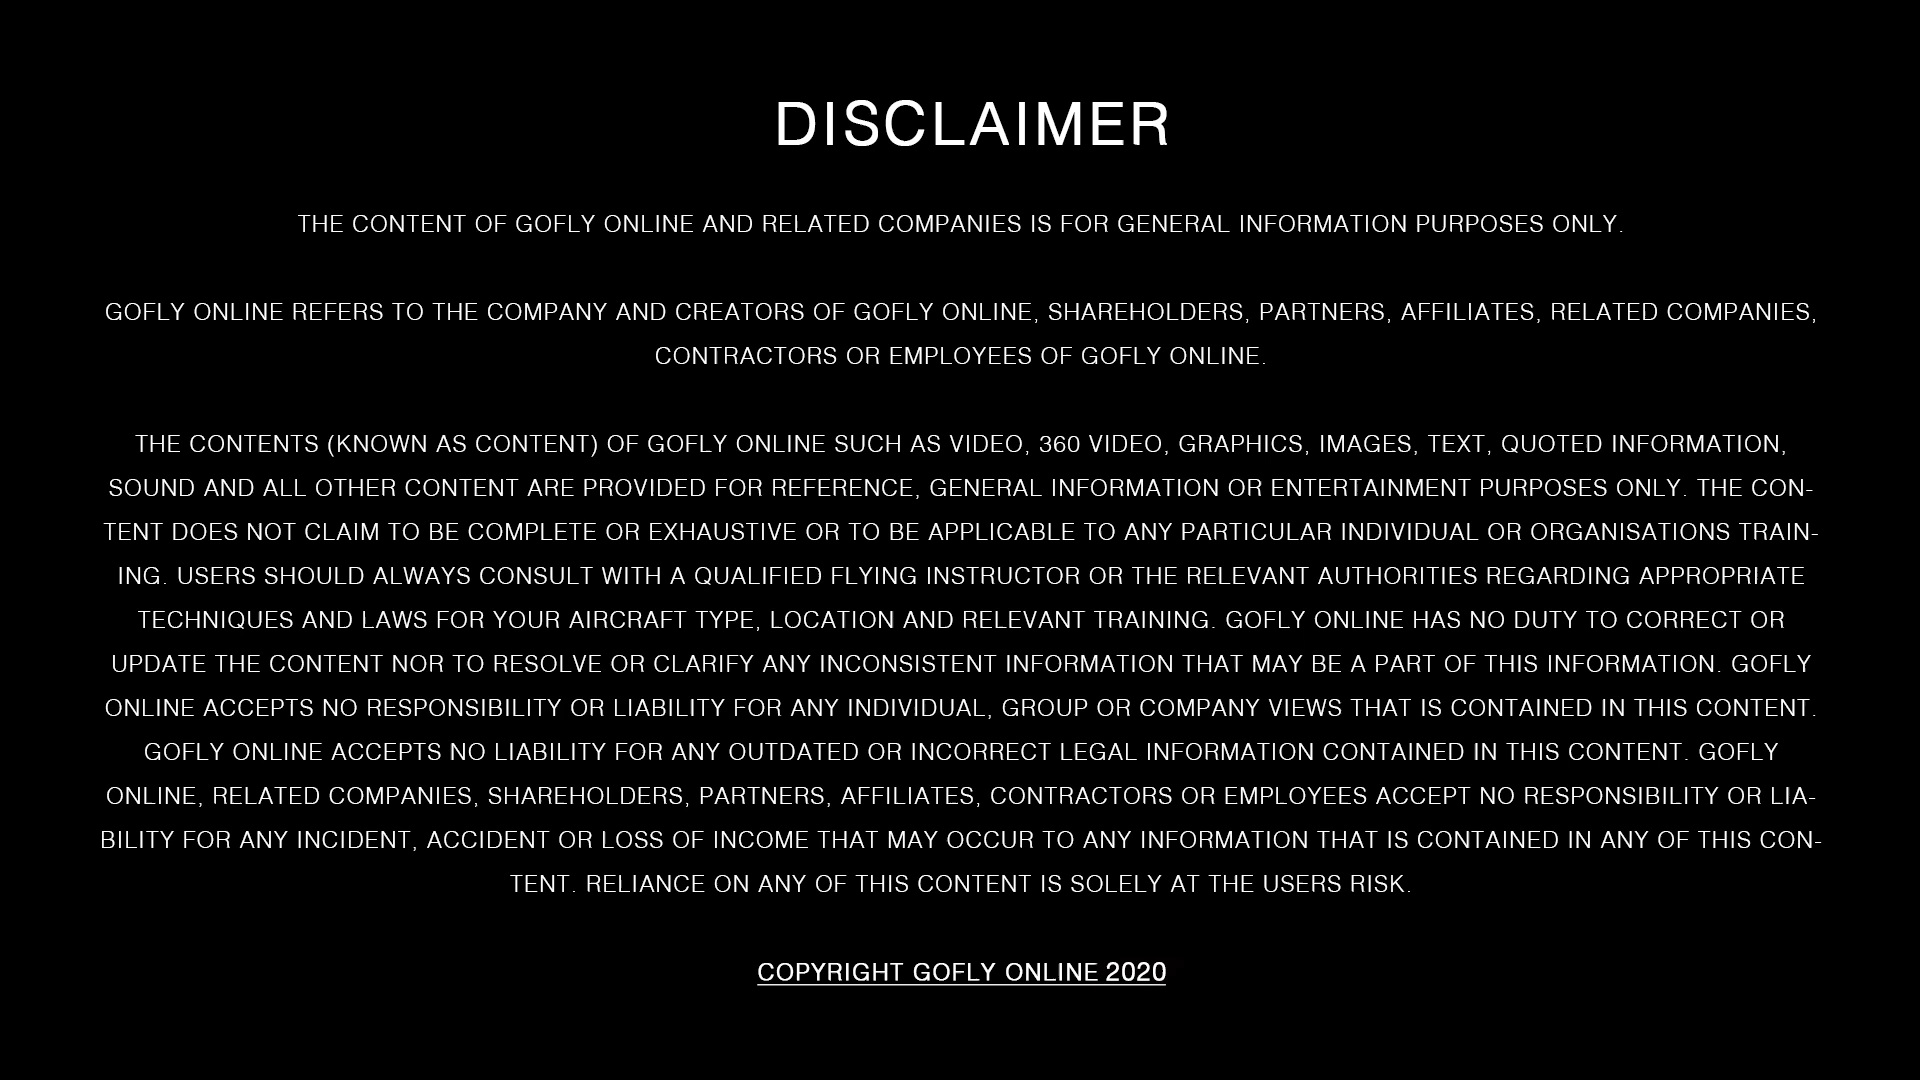 DISCLAIMER
THE CONTENT OF GOFLY ONLINE AND RELATED COMPANIES IS FOR GENERAL INFORMATION PURPOSES ONLY.
GOFLY ONLINE REFERS TO THE COMPANY AND CREATORS OF GOFLY ONLINE, SHAREHOLDERS, PARTNERS, AFFILIATES, RELATED COMPANIES,
CONTRACTORS OR EMPLOYEES OF GOFLY ONLINE.
THE CONTENTS (KNOWN AS CONTENT) OF GOFLY ONLINE SUCH AS VIDEO, 360 VIDEO, GRAPHICS, IMAGES, TEXT, QUOTED INFORMATION,
SOUND AND ALL OTHER CONTENT ARE PROVIDED FOR REFERENCE, GENERAL INFORMATION OR ENTERTAINMENT PURPOSES ONLY. THE CON-
TENT DOES NOT CLAIM TO BE COMPLETE OR EXHAUSTIVE OR TO BE APPLICABLE TO ANY PARTICULAR INDIVIDUAL OR ORGANISATIONS TRAIN-
ING. USERS SHOULD ALWAYS CONSULT WITH A QUALIFIED FLYING INSTRUCTOR OR THE RELEVANT AUTHORITIES REGARDING APPROPRIATE
TECHNIQUES AND LAWS FOR YOUR AIRCRAFT TYPE, LOCATION AND RELEVANT TRAINING. GOFLY ONLINE HAS NO DUTY TO CORRECT OR
UPDATE THE CONTENT NOR TO RESOLVE OR CLARIFY ANY INCONSISTENT INFORMATION THAT MAY BE A PART OF THIS INFORMATION. GOFLY
ONLINE ACCEPTS NO RESPONSIBILITY OR LIABILITY FOR ANY INDIVIDUAL, GROUP OR COMPANY VIEWS THAT IS CONTAINED IN THIS CONTENT.
GOFLY ONLINE ACCEPTS NO LIABILITY FOR ANY OUTDATED OR INCORRECT LEGAL INFORMATION CONTAINED IN THIS CONTENT. GOFLY
ONLINE, RELATED COMPANIES, SHAREHOLDERS, PARTNERS, AFFILIATES, CONTRACTORS OR EMPLOYEES ACCEPT NO RESPONSIBILITY OR LIA-
BILITY FOR ANY INCIDENT, ACCIDENT OR LOSS OF INCOME THAT MAY OCCUR TO ANY INFORMATION THAT IS CONTAINED IN ANY OF THIS CON-
TENT. RELIANCE ON ANY OF THIS CONTENT IS SOLELY AT THE USERS RISK.
COPYRIGHT GOFLY ONLINE 2020